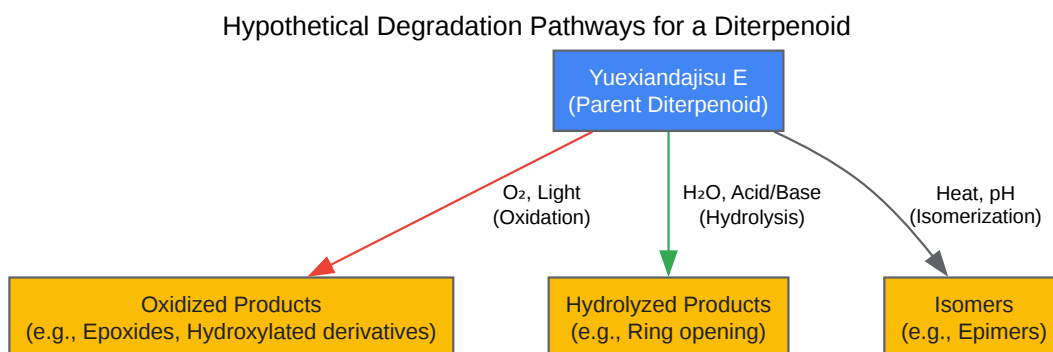 Hypothetical Degradation Pathways for a Diterpenoid
Yuexiandajisu E
(Parent Diterpenoid)
O₂, Light
(Oxidation)
H₂O, Acid/Base
(Hydrolysis)
Heat, pH
(Isomerization)
Oxidized Products
(e.g., Epoxides, Hydroxylated derivatives)
Hydrolyzed Products
(e.g., Ring opening)
Isomers
(e.g., Epimers)